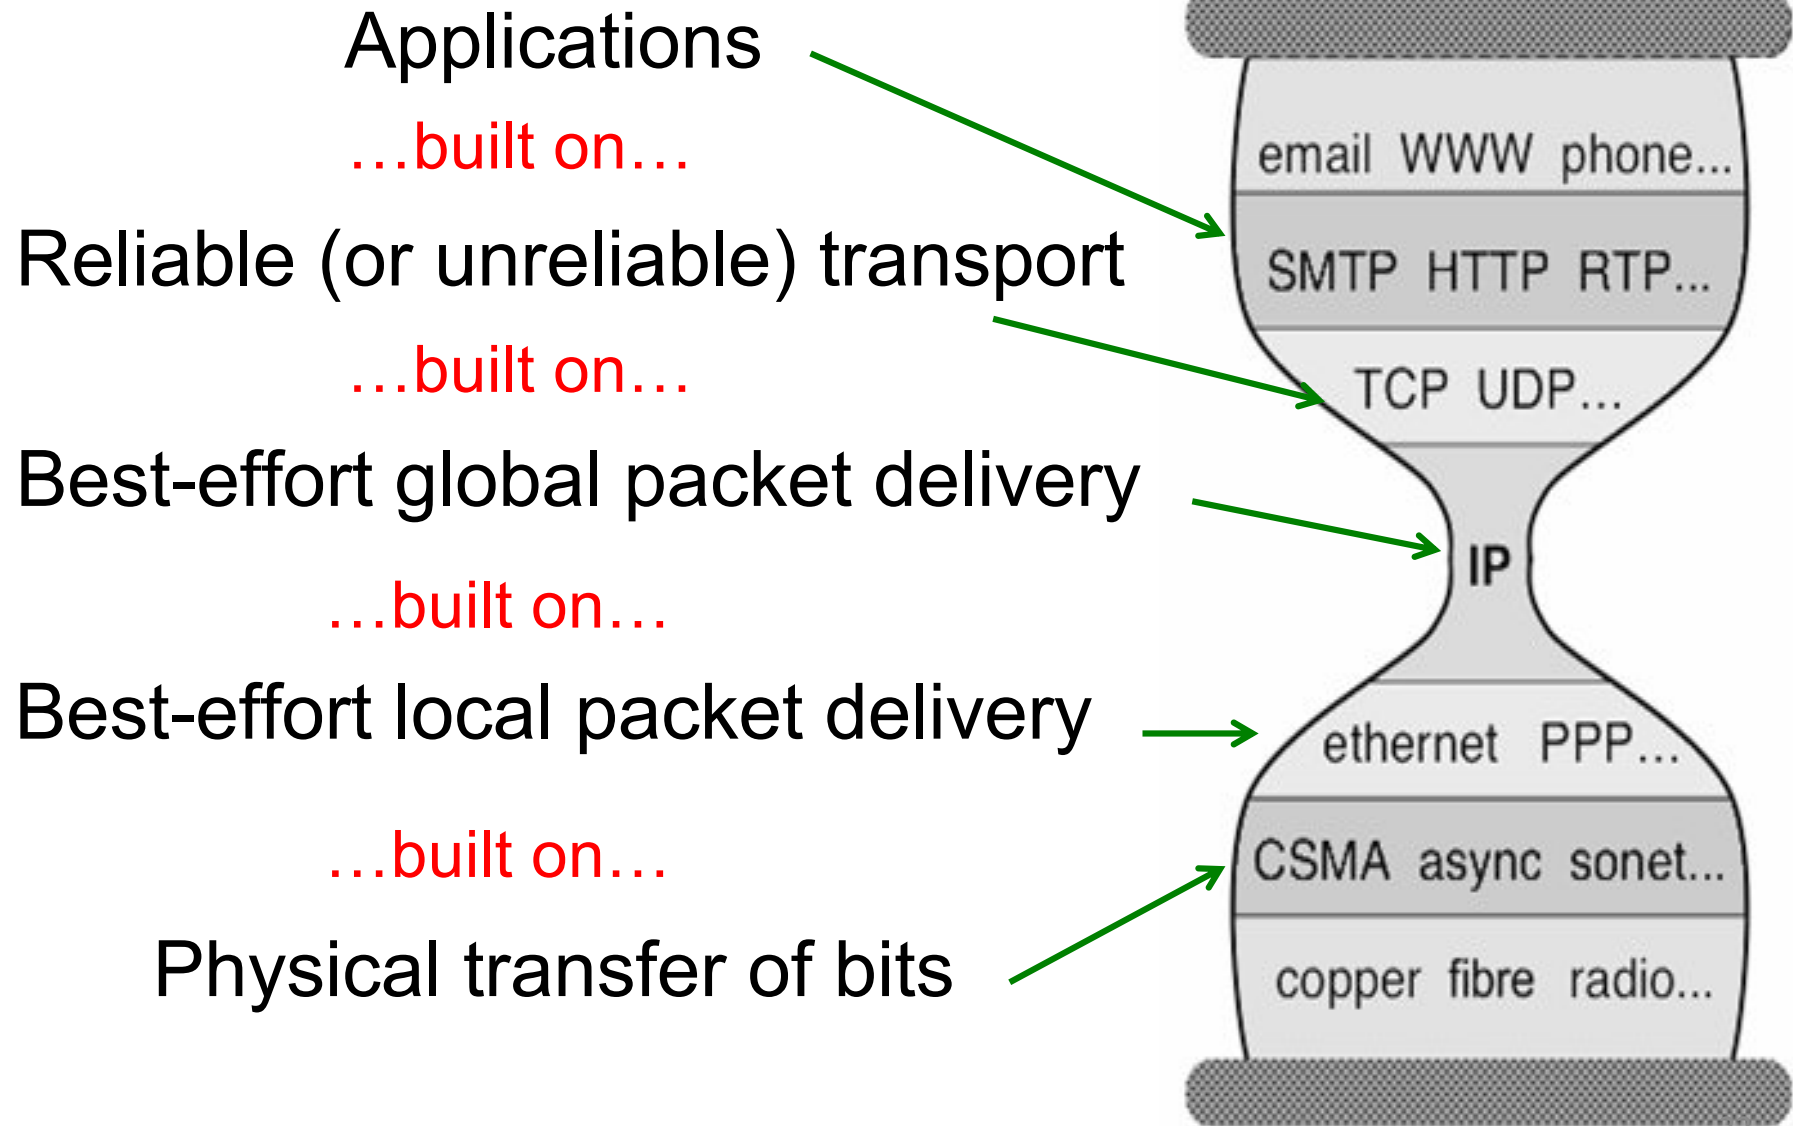 Applications
…built on…
Reliable (or unreliable) transport
…built on…
Best-effort global packet delivery
…built on…
Best-effort local packet delivery
…built on…
Physical transfer of bits
email WWW phone...
SMTP HTTP RTP...
TCP UDP…
IP
ethernet PPP…
CSMA async sonet...
copper fibre radio...